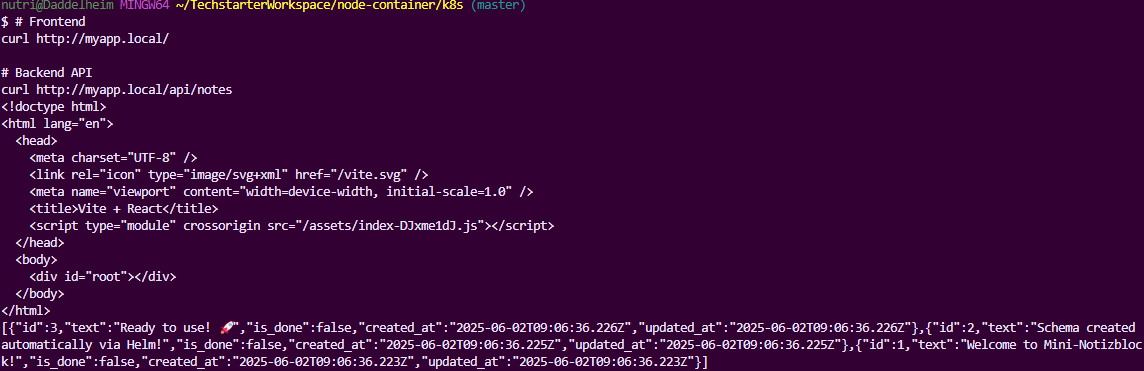 nutri@Daddelheim MINGW64 ~/TechstarterWorkspace/node-container/k8s (master)
$ # Frontend
curl http://myapp.local/

# Backend API
curl http://myapp.local/api/notes
<!doctype html>
<html lang="en">
  <head>
    <meta charset="UTF-8" />
    <link rel="icon" type="image/svg+xml" href="/vite.svg" />
    <meta name="viewport" content="width=device-width, initial-scale=1.0" />
    <title>Vite + React</title>
    <script type="module" crossorigin src="/assets/index-DJxme1dJ.js"></script>
  </head>
  <body>
    <div id="root"></div>
  </body>
</html>
[{"id":3,"text":"Ready to use! 🚀","is_done":false,"created_at":"2025-06-02T09:06:36.226Z","updated_at":"2025-06-02T09:06:36.226Z"},{"id":2,"text":"Schema created
automatically via Helm!","is_done":false,"created_at":"2025-06-02T09:06:36.225Z","updated_at":"2025-06-02T09:06:36.225Z"},{"id":1,"text":"Welcome to Mini-Notizbloc
k!","is_done":false,"created_at":"2025-06-02T09:06:36.223Z","updated_at":"2025-06-02T09:06:36.223Z"}]